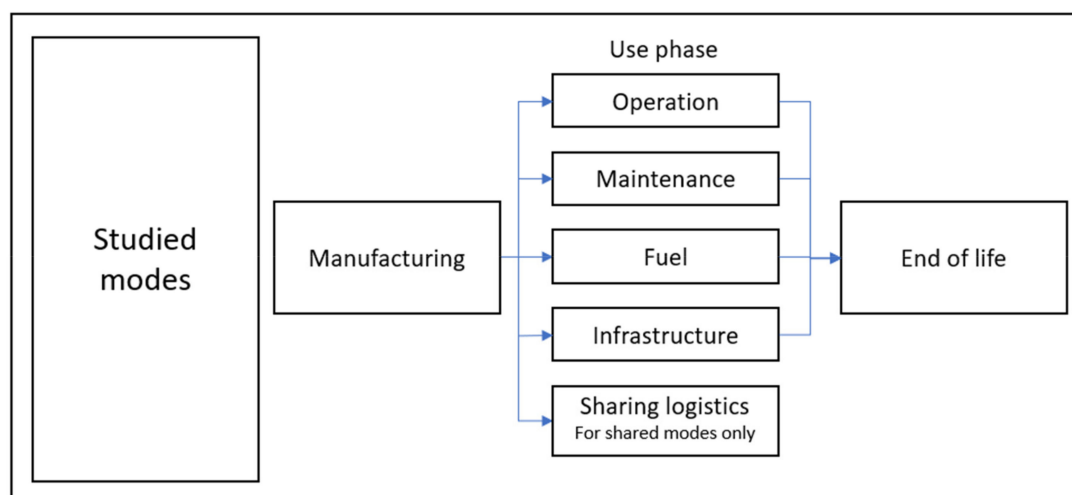 Studied
modes
Manufacturing
Use phase
Operation
Maintenance
Fuel
Infrastructure
Sharing logistics
For shared modes only
End of life